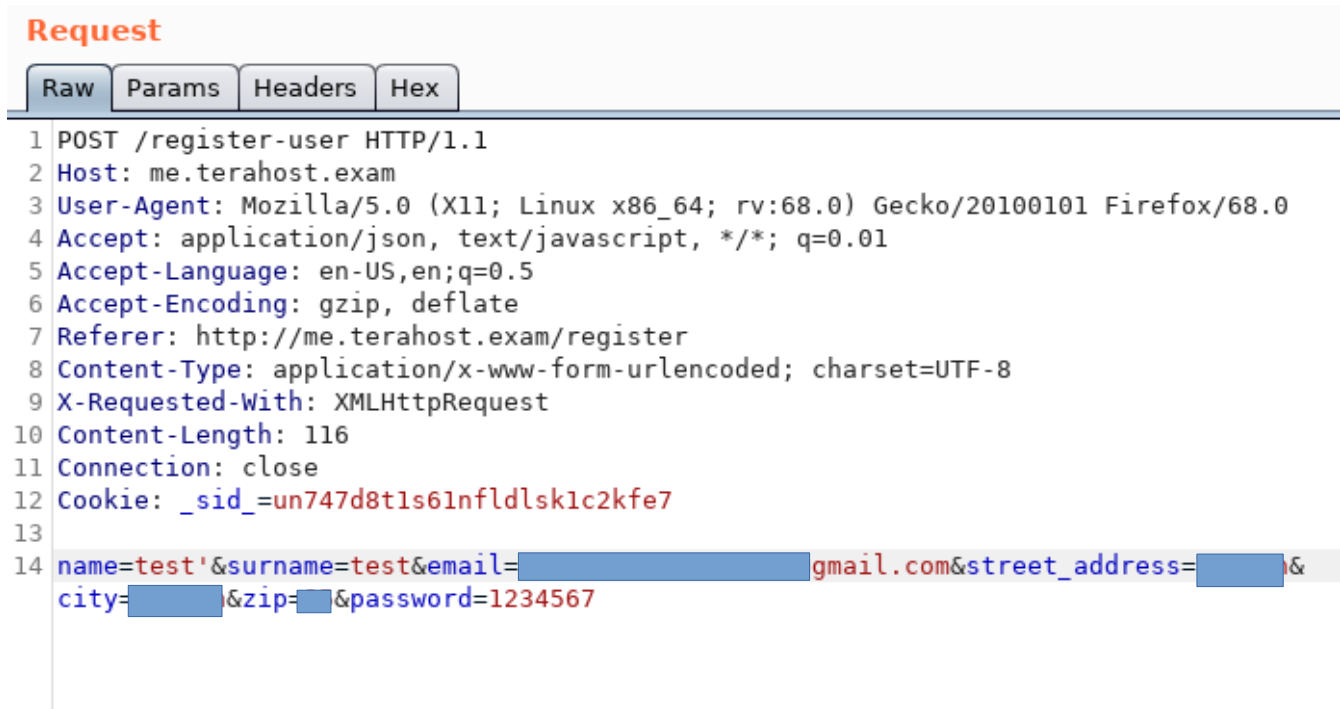 Request
Raw Params Headers Hex
1 POST /register-user HTTP/1.1
2 Host: me.terahost.exam
3 User-Agent: Mozilla/5.0 (X11; Linux x86_64; rv:68.0) Gecko/20100101 Firefox/68.0
4 Accept: application/json, text/javascript, */*; q=0.01
5 Accept-Language: en-US,en;q=0.5
6 Accept-Encoding: gzip, deflate
7 Referer: http://me.terahost.exam/register
8 Content-Type: application/x-www-form-urlencoded; charset=UTF-8
9 X-Requested-With: XMLHttpRequest
10 Content-Length: 116
11 Connection: close
12 Cookie: _sid_=un747d8t1s61nfldlsk1c2kfe7
13
14 name=test'&surname=test&email= gmail.com&street_address= &
city= &zip= &password=1234567